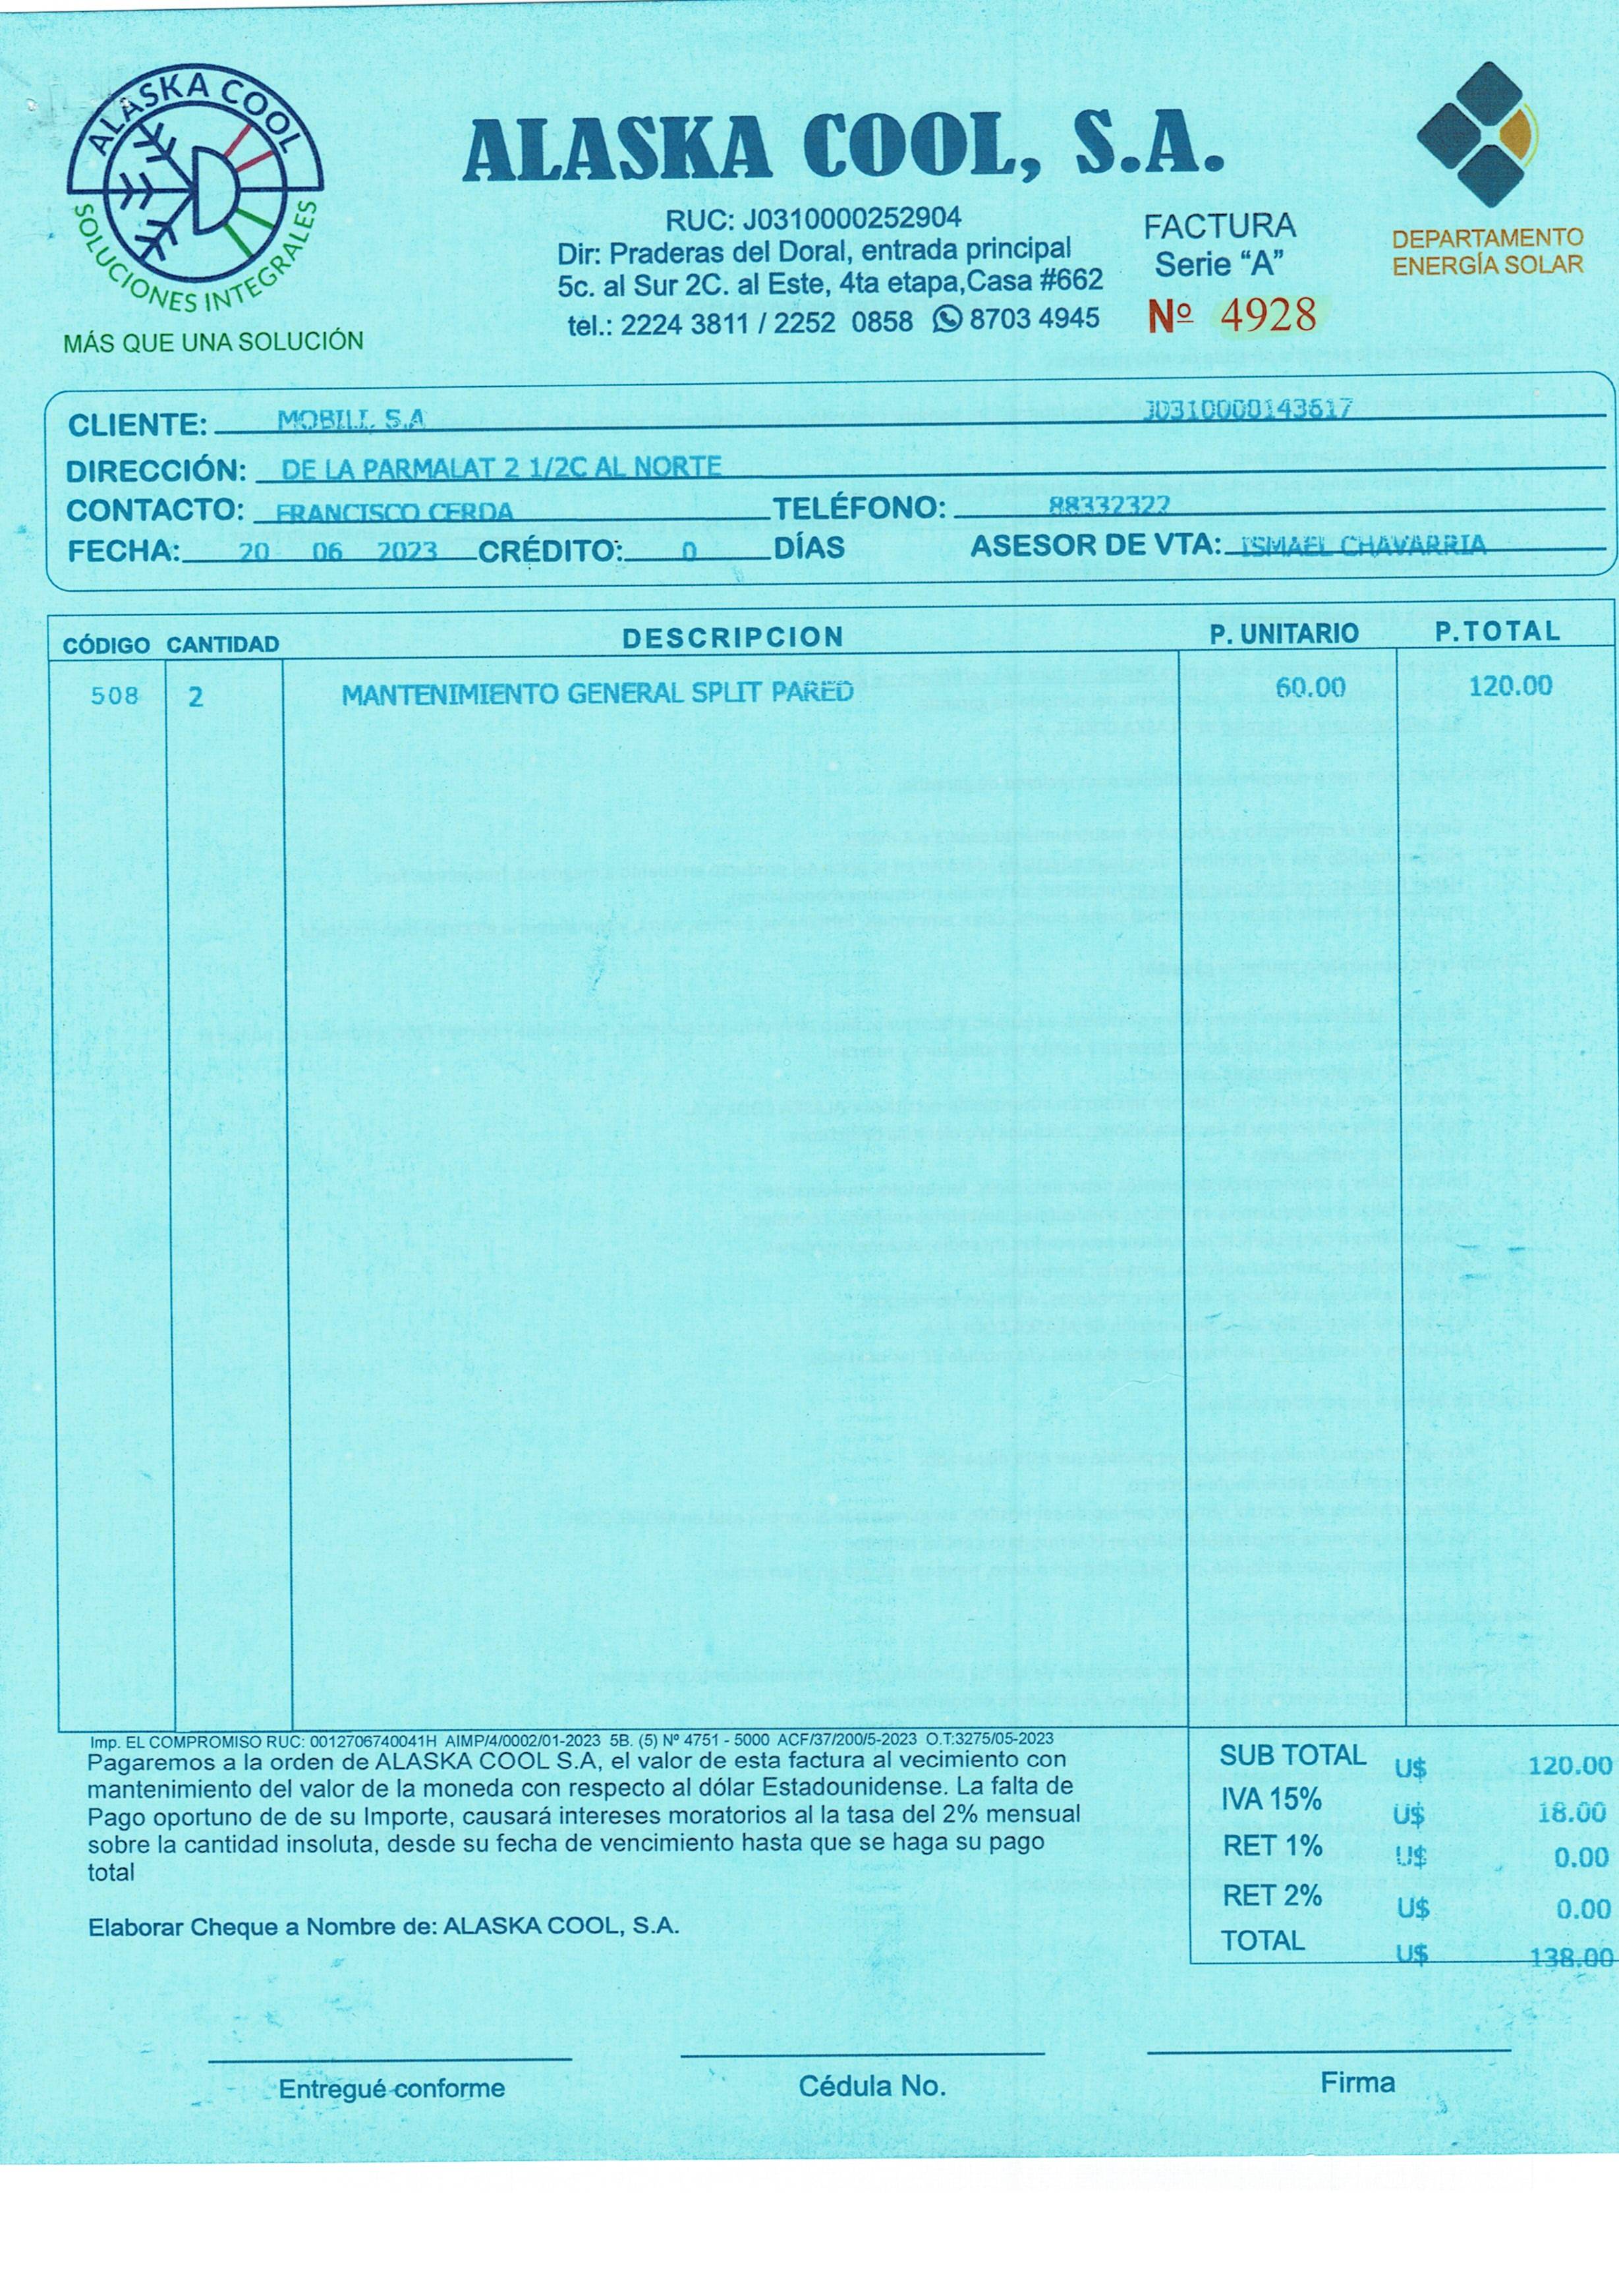 ALASKA COOL
SOLUCIONES INTEGRALES
MÁS QUE UNA SOLUCIÓN
ALASKA COOL, S.A.
RUC: J0310000252904
Dir: Praderas del Doral, entrada principal
5c. al Sur 2C. al Este, 4ta etapa,Casa #662
tel.: 2224 3811 / 2252 0858 8703 4945
FACTURA
Serie “A”
Nº 4928
DEPARTAMENTO
ENERGÍA SOLAR
CLIENTE: MOBILI, S.A J0310000143617
DIRECCIÓN: DE LA PARMALAT 2 1/2C AL NORTE
CONTACTO: FRANCISCO CERDA TELÉFONO: 88332322
FECHA: 20 06 2023 CRÉDITO: 0 DÍAS ASESOR DE VTA: ISMAEL CHAVARRIA
CÓDIGO CANTIDAD DESCRIPCION P. UNITARIO P.TOTAL
508 2 MANTENIMIENTO GENERAL SPLIT PARED 60.00 120.00
Imp. EL COMPROMISO RUC: 0012706740041H AIMP/4/0002/01-2023 5B. (5) Nº 4751 - 5000 ACF/37/200/5-2023 O.T:3275/05-2023
Pagaremos a la orden de ALASKA COOL S.A, el valor de esta factura al vecimiento con
mantenimiento del valor de la moneda con respecto al dólar Estadounidense. La falta de
Pago oportuno de de su Importe, causará intereses moratorios al la tasa del 2% mensual
sobre la cantidad insoluta, desde su fecha de vencimiento hasta que se haga su pago
total
Elaborar Cheque a Nombre de: ALASKA COOL, S.A.
SUB TOTAL U$ 120.00
IVA 15% U$ 18.00
RET 1% U$ 0.00
RET 2% U$ 0.00
TOTAL U$ 138.00
Entregué conforme Cédula No. Firma